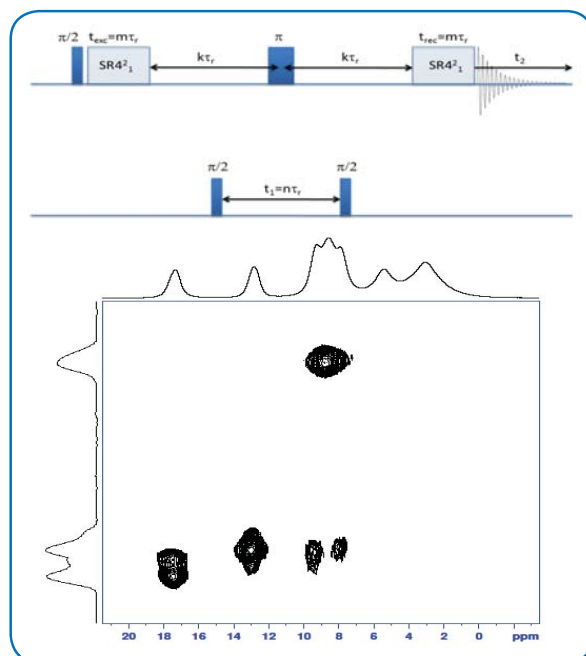 π/2 t_exc=mτ_r π t_rec=mτ_r
SR4²₁ kτ_r kτ_r SR4²₁ t₂
π/2 π/2
t₁=nτ_r
20 18 16 14 12 10 8 6 4 2 0 ppm